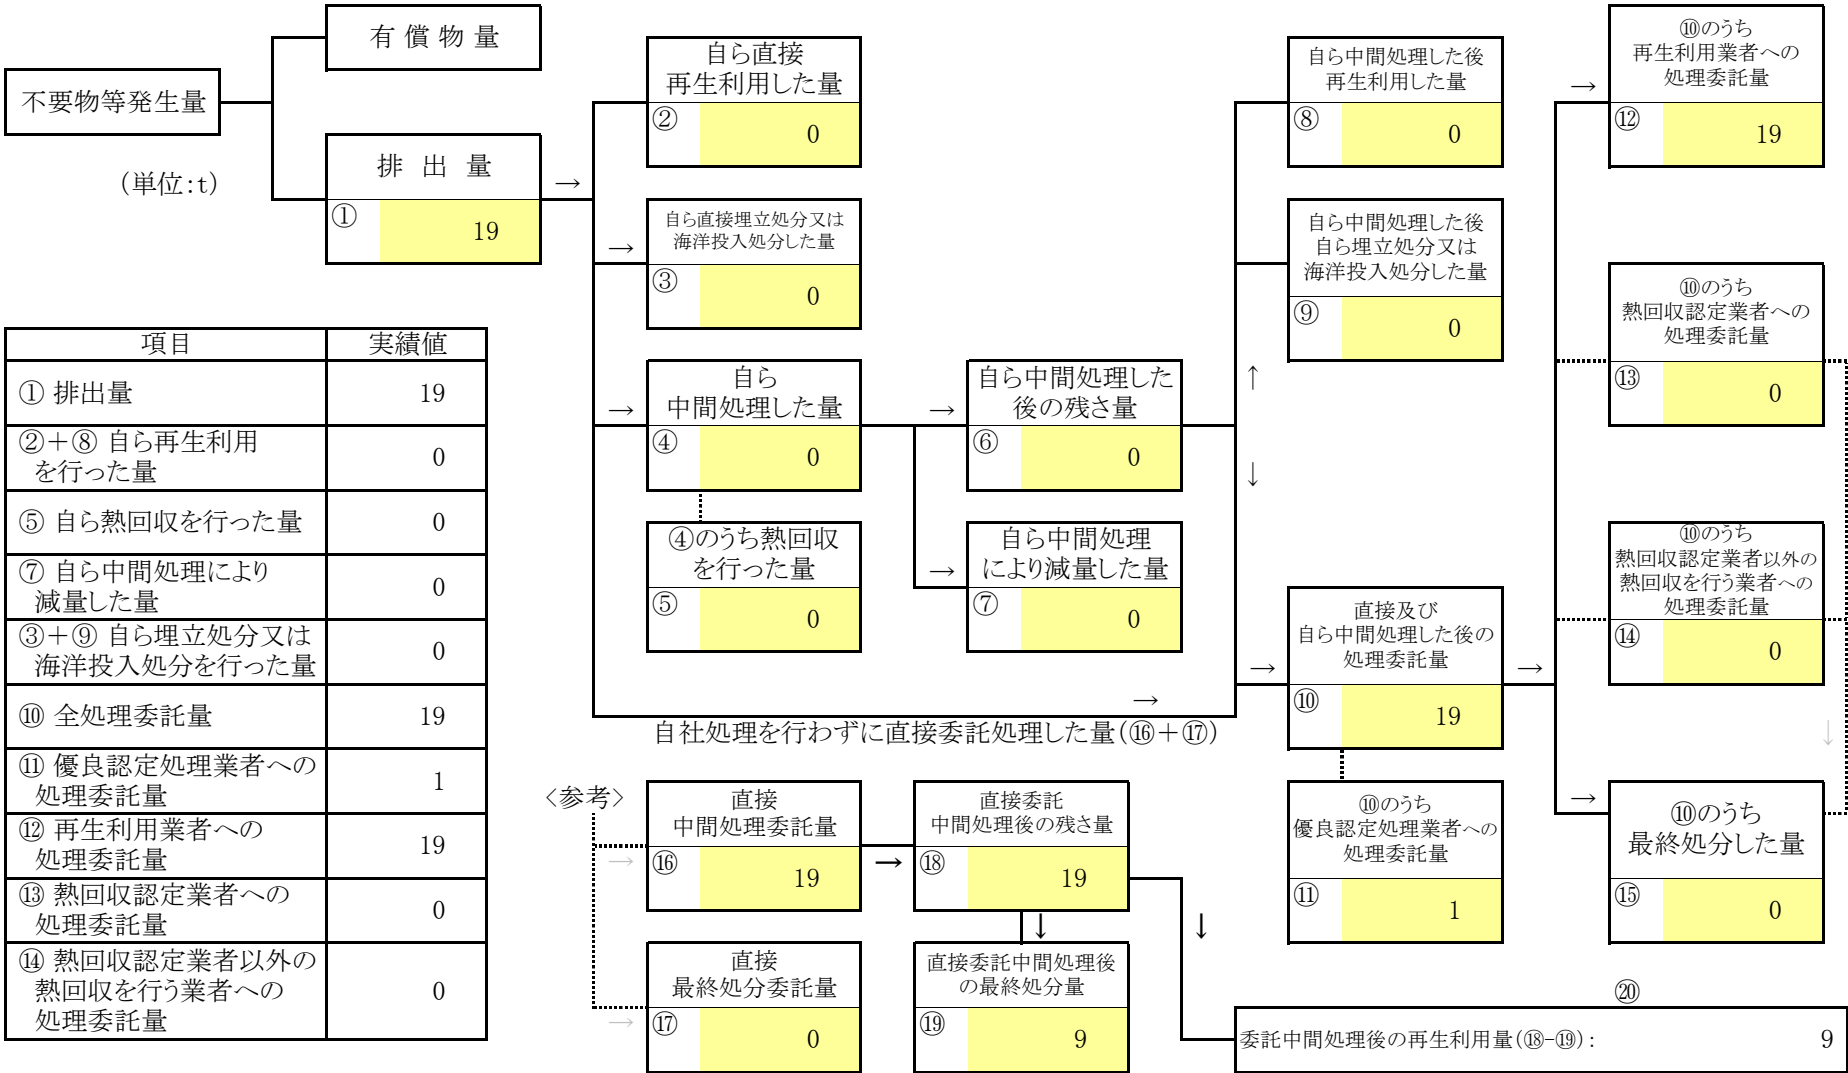 有 償 物 量
不要物等発生量
(単位:t)
排 出 量
①
19
→
自ら直接
再生利用した量
②
0
→
自ら直接埋立処分又は
海洋投入処分した量
③
0
→
自ら
中間処理した量
④
0
④のうち熱回収
を行った量
⑤
0
→
自ら中間処理した
後の残さ量
⑥
0
→
自ら中間処理
により減量した量
⑦
0
↑
↓
自ら中間処理した後
再生利用した量
⑧
0
自ら中間処理した後
自ら埋立処分又は
海洋投入処分した量
⑨
0
→
自社処理を行わずに直接委託処理した量(⑯+⑰)
→
直接及び
自ら中間処理した後の
処理委託量
⑩
19
→
⑩のうち
優良認定処理業者への
処理委託量
⑪
1
→
⑩のうち
再生利用業者への
処理委託量
⑫
19
⑩のうち
熱回収認定業者への
処理委託量
⑬
0
⑩のうち
熱回収認定業者以外の
熱回収を行う業者への
処理委託量
⑭
0
↓
→
⑩のうち
最終処分した量
⑮
0
項目 実績値
① 排出量 19
②+⑧ 自ら再生利用
を行った量 0
⑤ 自ら熱回収を行った量 0
⑦ 自ら中間処理により
減量した量 0
③+⑨ 自ら埋立処分又は
海洋投入処分を行った量 0
⑩ 全処理委託量 19
⑪ 優良認定処理業者への
処理委託量 1
⑫ 再生利用業者への
処理委託量 19
⑬ 熱回収認定業者への
処理委託量 0
⑭ 熱回収認定業者以外の
熱回収を行う業者への
処理委託量 0
〈参考〉
→
直接
中間処理委託量
⑯
19
→
直接委託
中間処理後の残さ量
⑱
19
↓
↓
→
直接
最終処分委託量
⑰
0
直接委託中間処理後
の最終処分量
⑲
9
⑳
委託中間処理後の再生利用量(⑱-⑲): 9